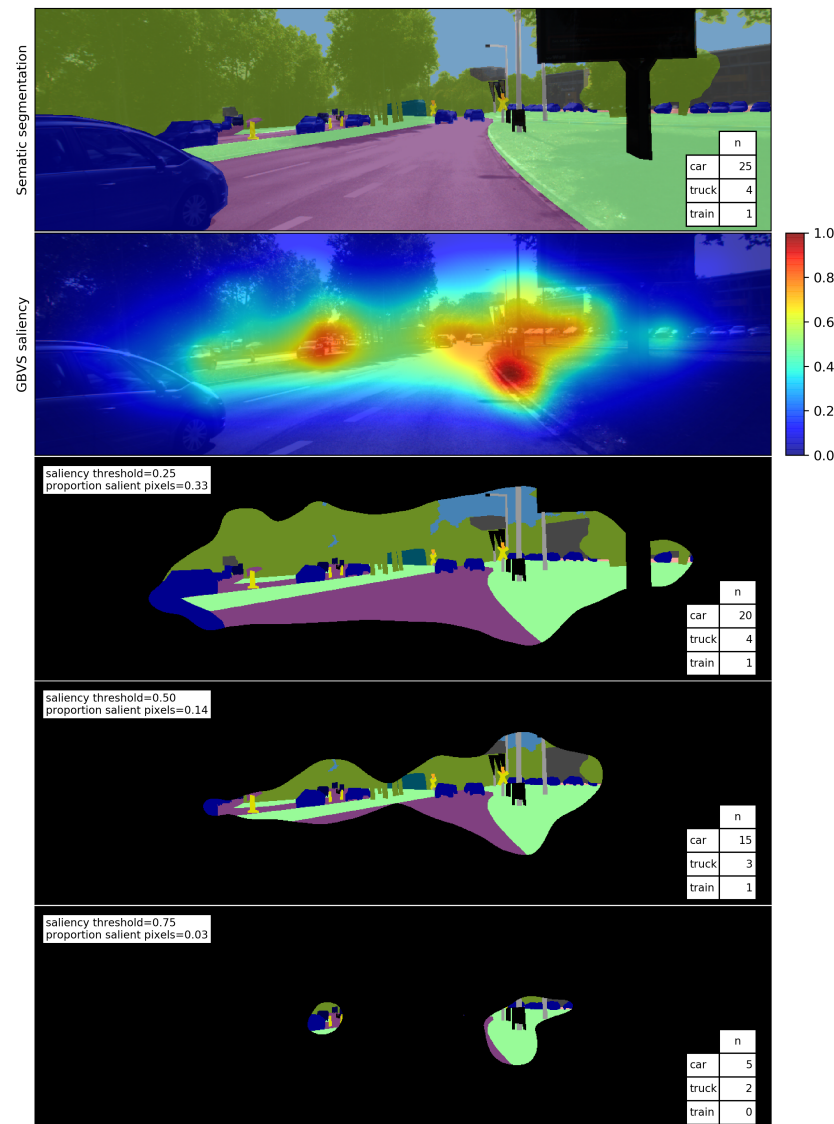 Sematic segmentation
n
car 25
truck 4
train 1
GBVS saliency
1.0
0.8
0.6
0.4
0.2
0.0
saliency threshold=0.25
proportion salient pixels=0.33
n
car 20
truck 4
train 1
saliency threshold=0.50
proportion salient pixels=0.14
n
car 15
truck 3
train 1
saliency threshold=0.75
proportion salient pixels=0.03
n
car 5
truck 2
train 0